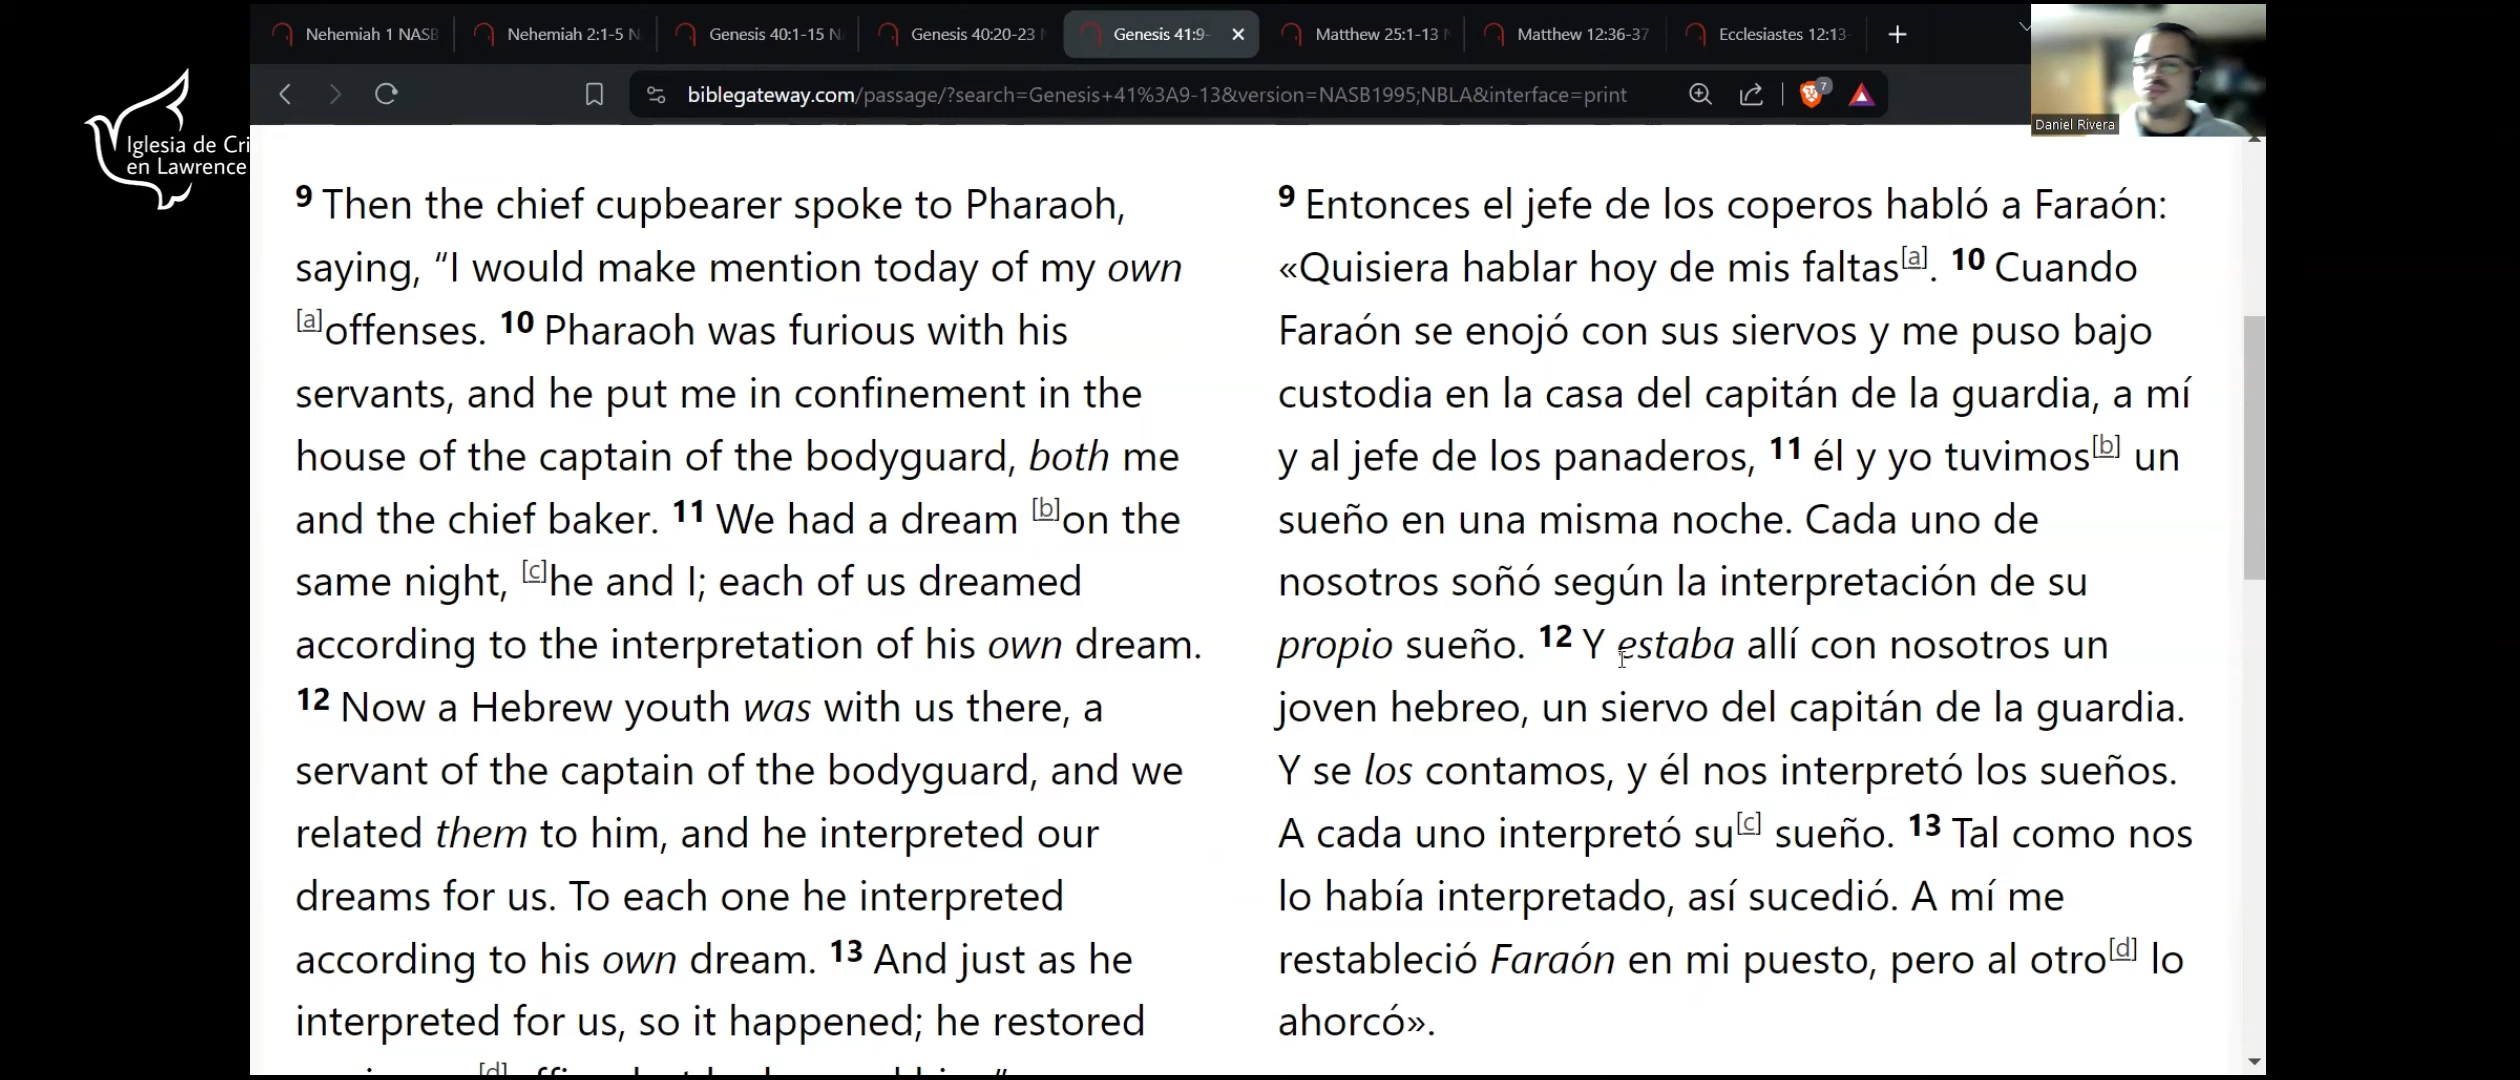 Nehemiah 1 NASB
Nehemiah 2:1-5 N
Genesis 40:1-15 N
Genesis 40:20-23
Genesis 41:9-
Matthew 25:1-13
Matthew 12:36-37
Ecclesiastes 12:13-
biblegateway.com/passage/?search=Genesis+41%3A9-13&version=NASB1995;NBLA&interface=print
7
Daniel Rivera
Iglesia de Cri
en Lawrence
9 Then the chief cupbearer spoke to Pharaoh,
saying, “I would make mention today of my own
[a]offenses. 10 Pharaoh was furious with his
servants, and he put me in confinement in the
house of the captain of the bodyguard, both me
and the chief baker. 11 We had a dream [b]on the
same night, [c]he and I; each of us dreamed
according to the interpretation of his own dream.
12 Now a Hebrew youth was with us there, a
servant of the captain of the bodyguard, and we
related them to him, and he interpreted our
dreams for us. To each one he interpreted
according to his own dream. 13 And just as he
interpreted for us, so it happened; he restored
[d]
9 Entonces el jefe de los coperos habló a Faraón:
«Quisiera hablar hoy de mis faltas[a]. 10 Cuando
Faraón se enojó con sus siervos y me puso bajo
custodia en la casa del capitán de la guardia, a mí
y al jefe de los panaderos, 11 él y yo tuvimos[b] un
sueño en una misma noche. Cada uno de
nosotros soñó según la interpretación de su
propio sueño. 12 Y estaba allí con nosotros un
joven hebreo, un siervo del capitán de la guardia.
Y se los contamos, y él nos interpretó los sueños.
A cada uno interpretó su[c] sueño. 13 Tal como nos
lo había interpretado, así sucedió. A mí me
restableció Faraón en mi puesto, pero al otro[d] lo
ahorcó».